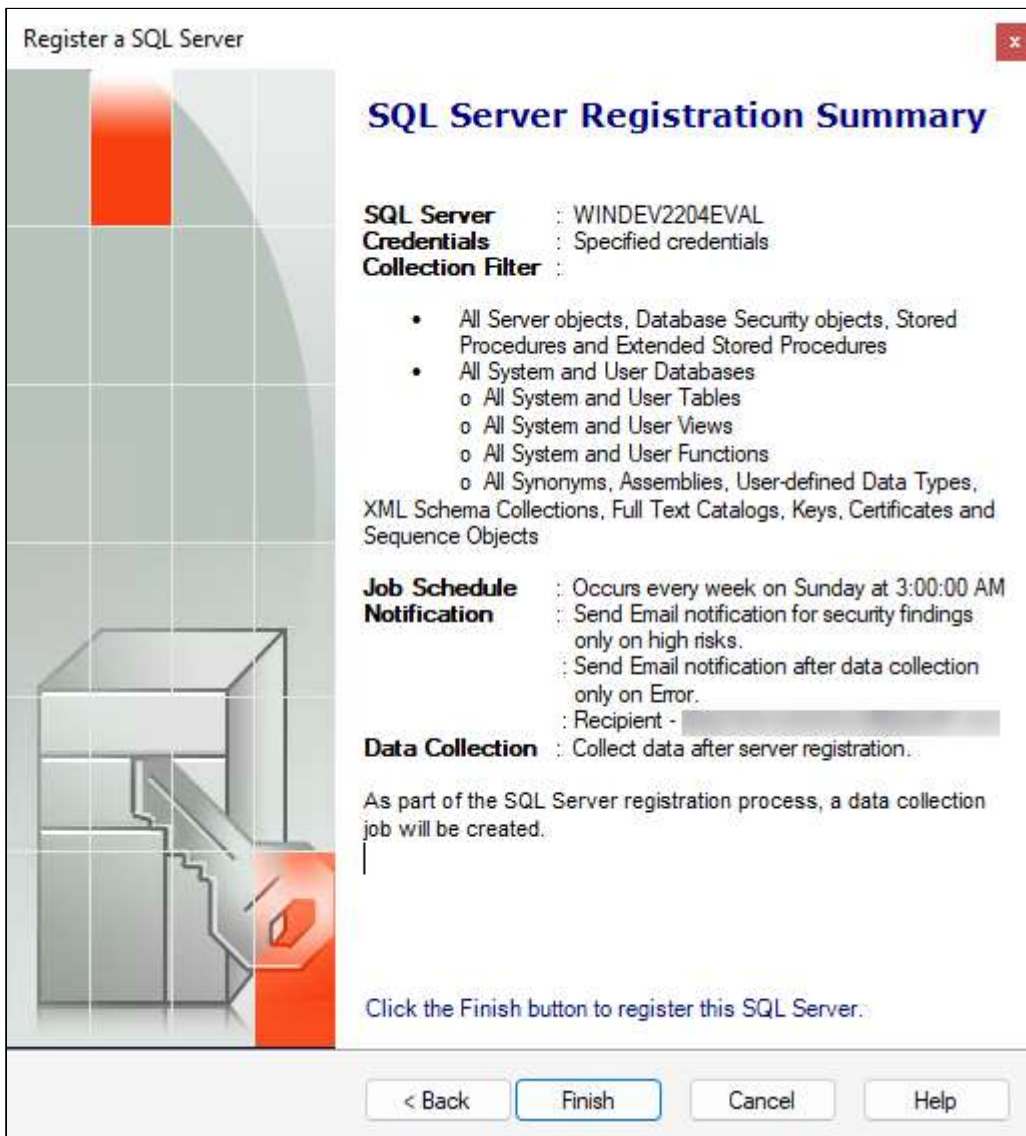 Register a SQL Server
x
SQL Server Registration Summary
SQL Server : WINDEV2204EVAL
Credentials : Specified credentials
Collection Filter :
• All Server objects, Database Security objects, Stored
Procedures and Extended Stored Procedures
• All System and User Databases
o All System and User Tables
o All System and User Views
o All System and User Functions
o All Synonyms, Assemblies, User-defined Data Types,
XML Schema Collections, Full Text Catalogs, Keys, Certificates and
Sequence Objects
Job Schedule : Occurs every week on Sunday at 3:00:00 AM
Notification : Send Email notification for security findings
only on high risks.
: Send Email notification after data collection
only on Error.
: Recipient -
Data Collection : Collect data after server registration.
As part of the SQL Server registration process, a data collection
job will be created.
Click the Finish button to register this SQL Server.
< Back Finish Cancel Help